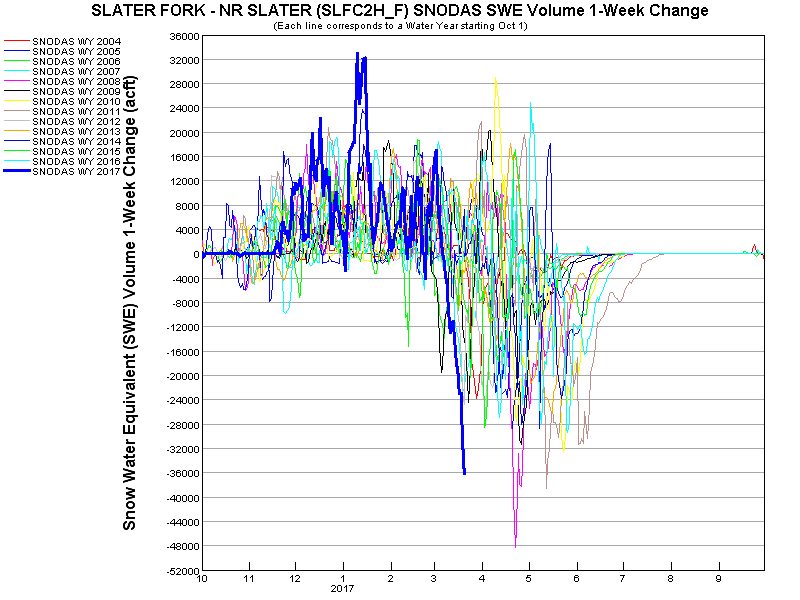 SLATER FORK - NR SLATER (SLFC2H_F) SNODAS SWE Volume 1-Week Change
(Each line corresponds to a Water Year starting Oct 1)
SNODAS WY 2004
SNODAS WY 2005
SNODAS WY 2006
SNODAS WY 2007
SNODAS WY 2008
SNODAS WY 2009
SNODAS WY 2010
SNODAS WY 2011
SNODAS WY 2012
SNODAS WY 2013
SNODAS WY 2014
SNODAS WY 2015
SNODAS WY 2016
SNODAS WY 2017
Snow Water Equivalent (SWE) Volume 1-Week Change (acft)
36000
32000
28000
24000
20000
16000
12000
8000
4000
0
-4000
-8000
-12000
-16000
-20000
-24000
-28000
-32000
-36000
-40000
-44000
-48000
-52000
10 11 12 1 2 3 4 5 6 7 8 9
2017